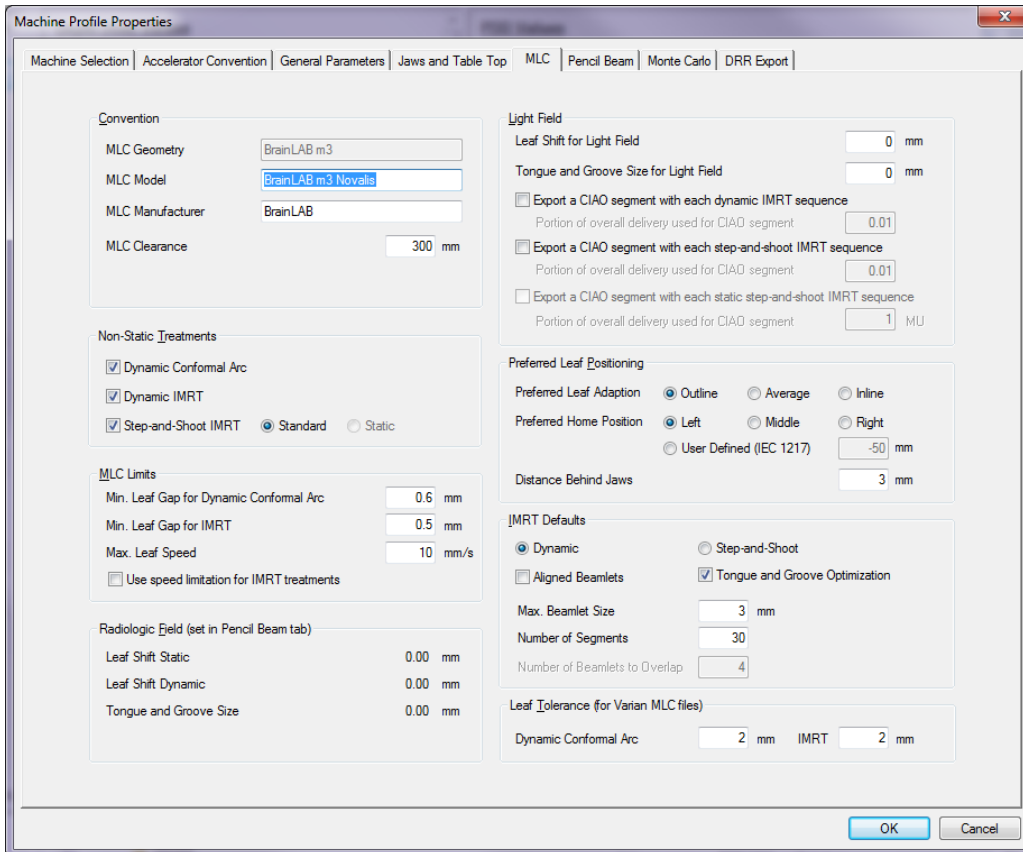 Machine Profile Properties
Machine Selection Accelerator Convention General Parameters Jaws and Table Top MLC Pencil Beam Monte Carlo DRR Export
Convention
MLC Geometry BrainLAB m3
MLC Model BrainLAB m3 Novalis
MLC Manufacturer BrainLAB
MLC Clearance 300 mm
Non-Static Treatments
Dynamic Conformal Arc
Dynamic IMRT
Step-and-Shoot IMRT Standard Static
MLC Limits
Min. Leaf Gap for Dynamic Conformal Arc 0.6 mm
Min. Leaf Gap for IMRT 0.5 mm
Max. Leaf Speed 10 mm/s
Use speed limitation for IMRT treatments
Radiologic Field (set in Pencil Beam tab)
Leaf Shift Static 0.00 mm
Leaf Shift Dynamic 0.00 mm
Tongue and Groove Size 0.00 mm
Light Field
Leaf Shift for Light Field 0 mm
Tongue and Groove Size for Light Field 0 mm
Export a CIAO segment with each dynamic IMRT sequence
Portion of overall delivery used for CIAO segment 0.01
Export a CIAO segment with each step-and-shoot IMRT sequence
Portion of overall delivery used for CIAO segment 0.01
Export a CIAO segment with each static step-and-shoot IMRT sequence
Portion of overall delivery used for CIAO segment 1 MU
Preferred Leaf Positioning
Preferred Leaf Adaption Outline Average Inline
Preferred Home Position Left Middle Right
User Defined (IEC 1217) -50 mm
Distance Behind Jaws 3 mm
IMRT Defaults
Dynamic Step-and-Shoot
Aligned Beamlets Tongue and Groove Optimization
Max. Beamlet Size 3 mm
Number of Segments 30
Number of Beamlets to Overlap 4
Leaf Tolerance (for Varian MLC files)
Dynamic Conformal Arc 2 mm IMRT 2 mm
OK Cancel